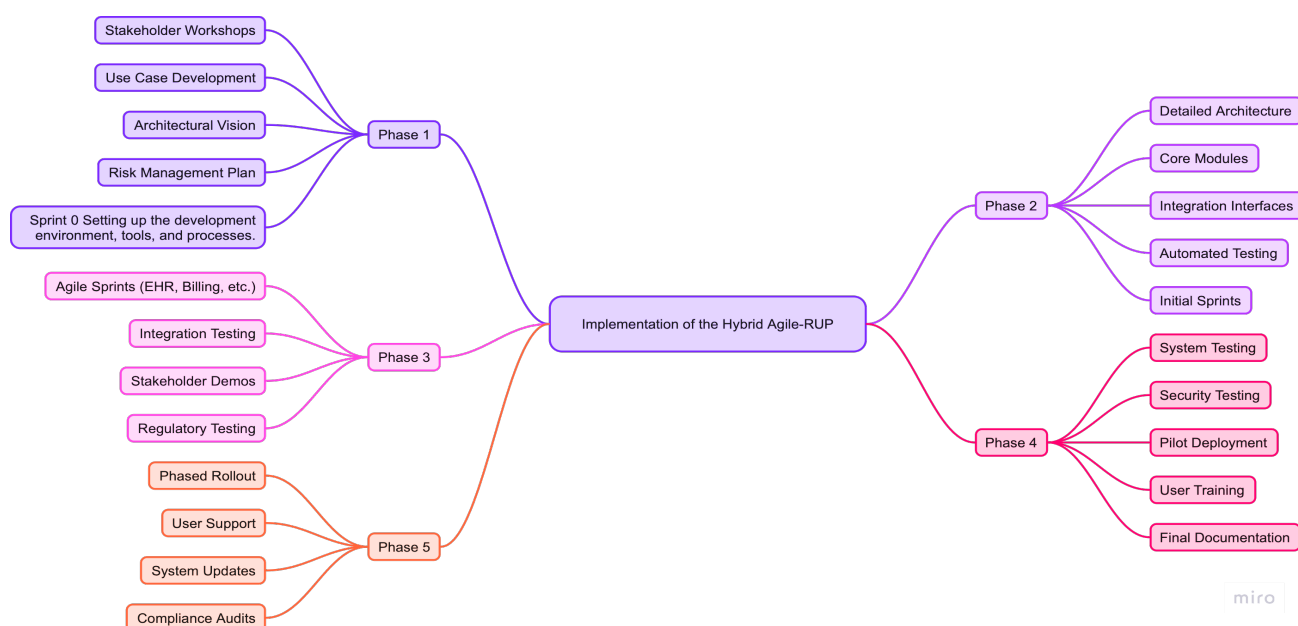 Implementation of the Hybrid Agile-RUP
Phase 1
Stakeholder Workshops
Use Case Development
Architectural Vision
Risk Management Plan
Sprint 0 Setting up the development
environment, tools, and processes.
Phase 2
Detailed Architecture
Core Modules
Integration Interfaces
Automated Testing
Initial Sprints
Phase 3
Agile Sprints (EHR, Billing, etc.)
Integration Testing
Stakeholder Demos
Regulatory Testing
Phase 4
System Testing
Security Testing
Pilot Deployment
User Training
Final Documentation
Phase 5
Phased Rollout
User Support
System Updates
Compliance Audits
miro